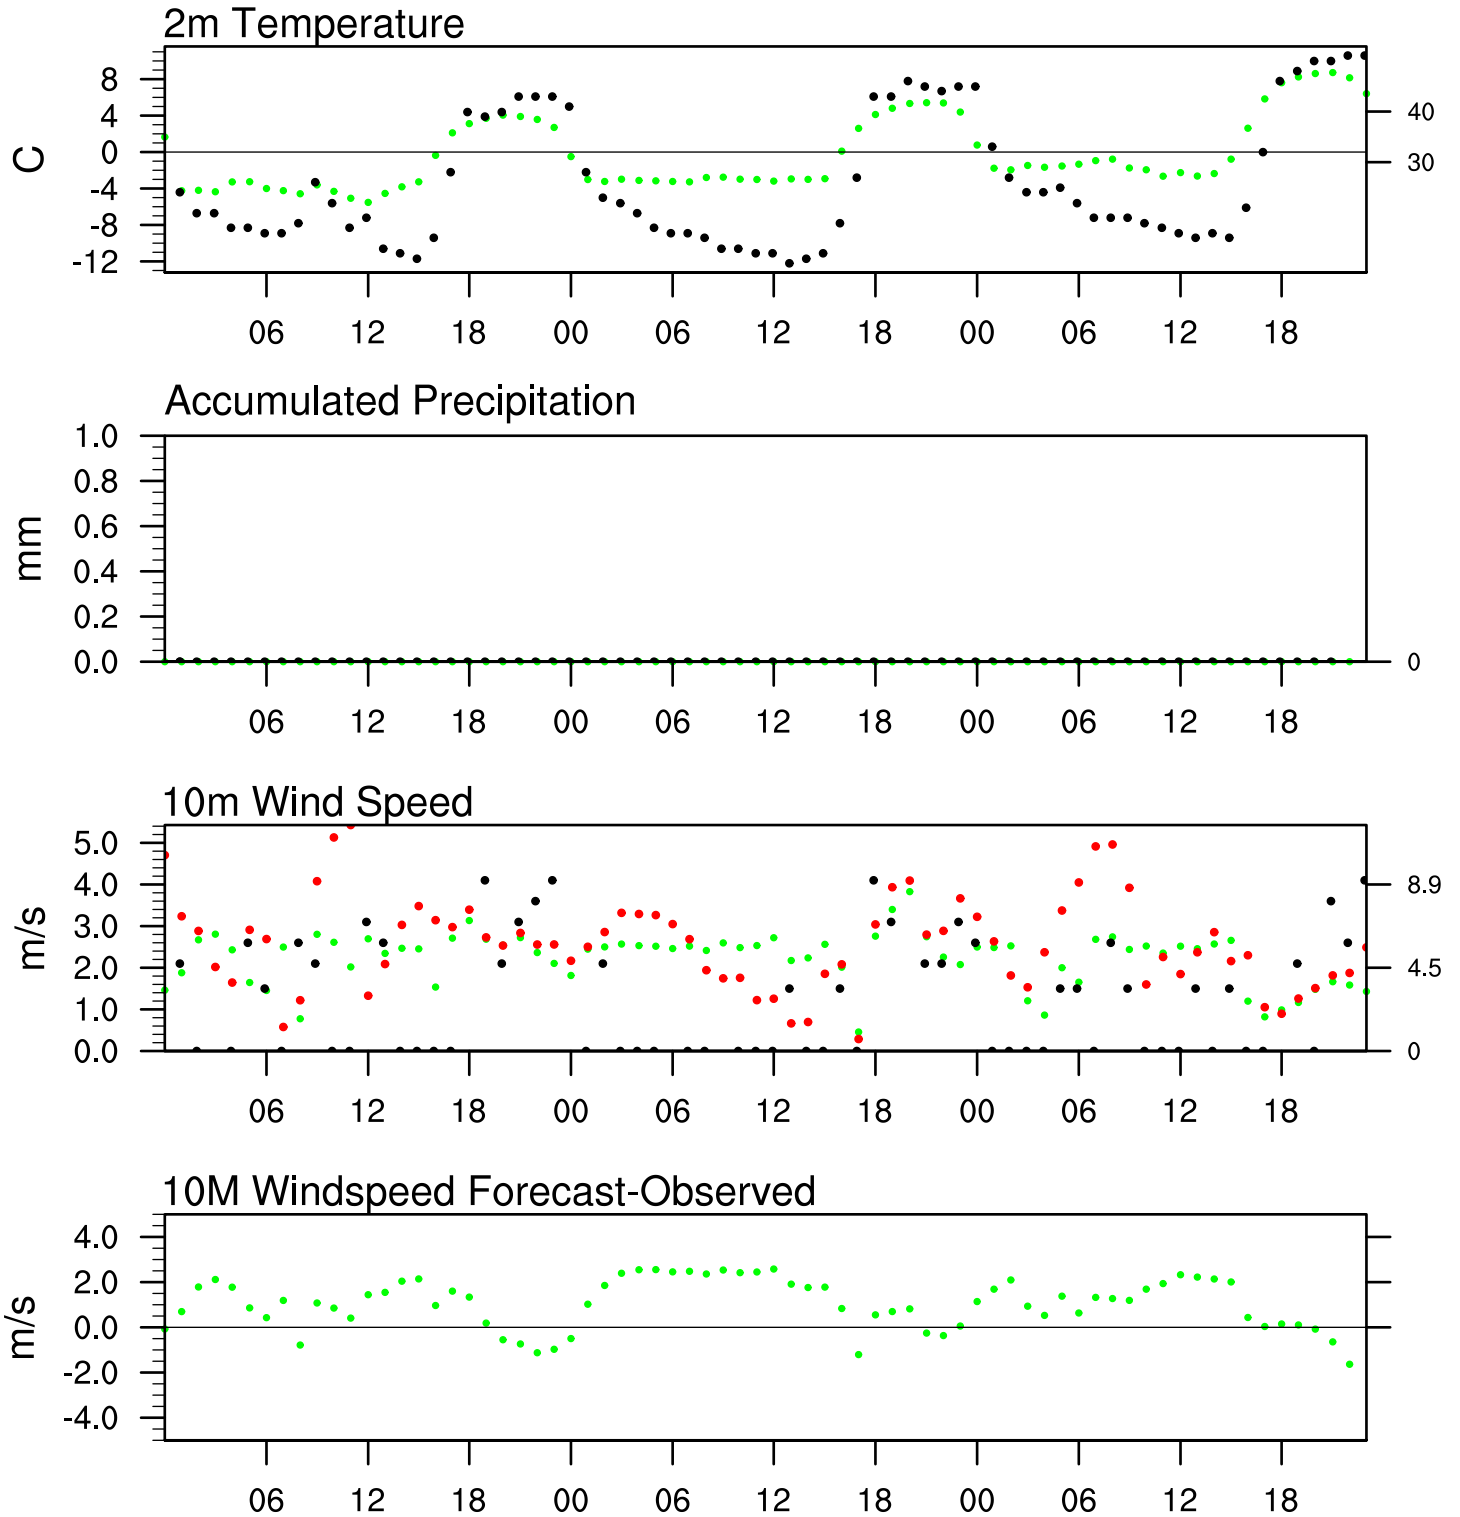 2m Temperature
8
4
0
-4
-8
-12
C
40
30
06 12 18 00 06 12 18 00 06 12 18
Accumulated Precipitation
1.0
0.8
0.6
0.4
0.2
0.0
mm
0
06 12 18 00 06 12 18 00 06 12 18
10m Wind Speed
5.0
4.0
3.0
2.0
1.0
0.0
m/s
8.9
4.5
0
06 12 18 00 06 12 18 00 06 12 18
10M Windspeed Forecast-Observed
4.0
2.0
0.0
-2.0
-4.0
m/s
06 12 18 00 06 12 18 00 06 12 18